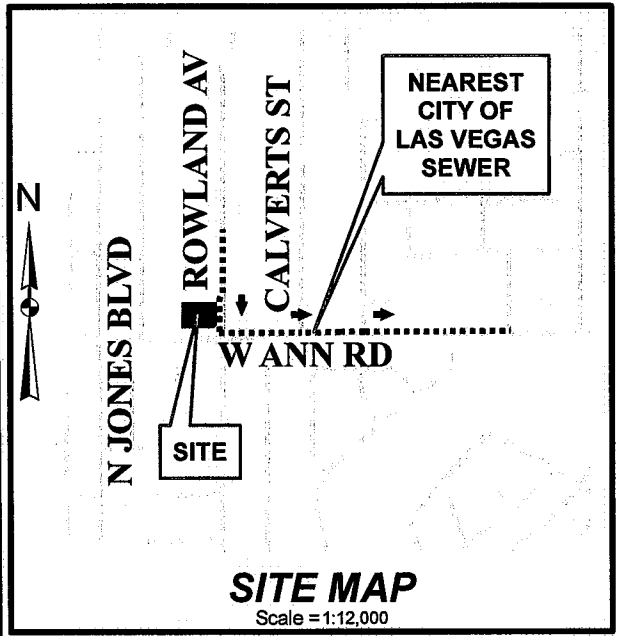 ROWLAND AV
CALVERTS ST
NEAREST
CITY OF
LAS VEGAS
SEWER
N
N JONES BLVD
W ANN RD
SITE
SITE MAP
Scale = 1:12,000